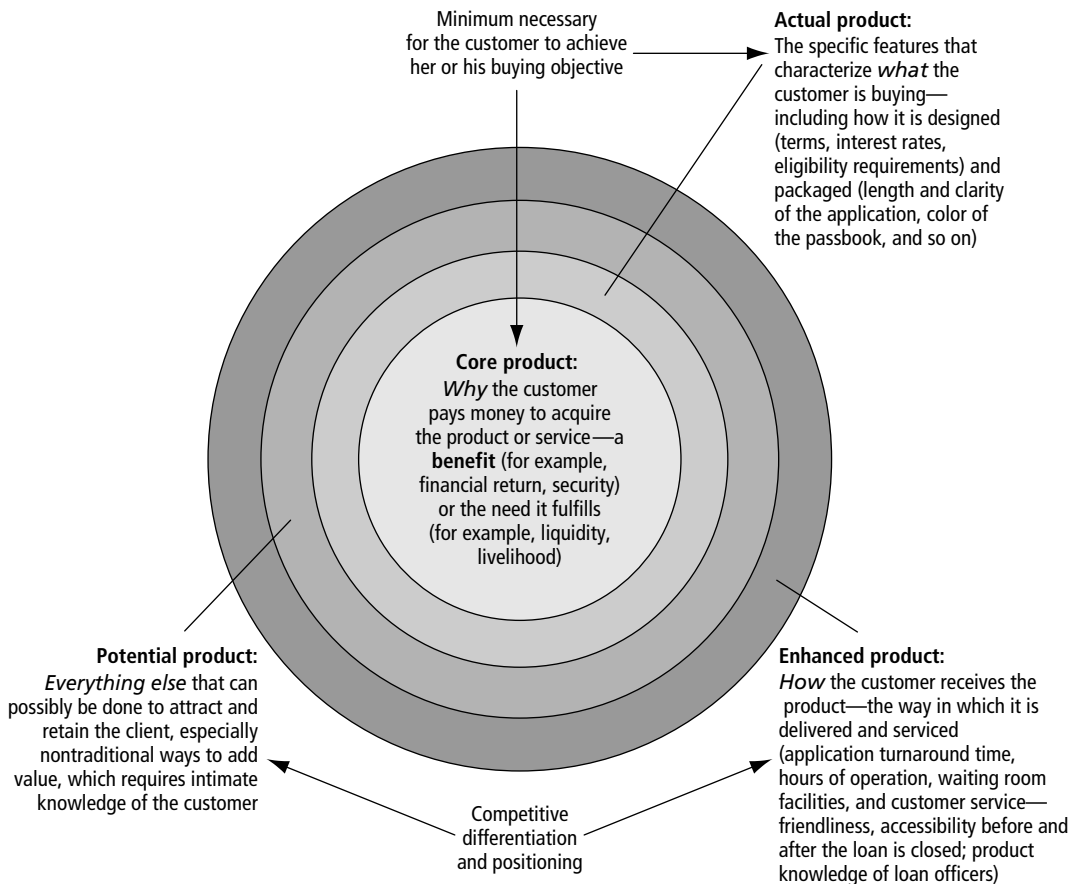 Minimum necessary
for the customer to achieve
her or his buying objective
Actual product:
The specific features that
characterize what the
customer is buying—
including how it is designed
(terms, interest rates,
eligibility requirements) and
packaged (length and clarity
of the application, color of
the passbook, and so on)
Core product:
Why the customer
pays money to acquire
the product or service—a
benefit (for example,
financial return, security)
or the need it fulfills
(for example, liquidity,
livelihood)
Potential product:
Everything else that can
possibly be done to attract and
retain the client, especially
nontraditional ways to add
value, which requires intimate
knowledge of the customer
Competitive
differentiation
and positioning
Enhanced product:
How the customer receives the
product—the way in which it is
delivered and serviced
(application turnaround time,
hours of operation, waiting room
facilities, and customer service—
friendliness, accessibility before and
after the loan is closed; product
knowledge of loan officers)